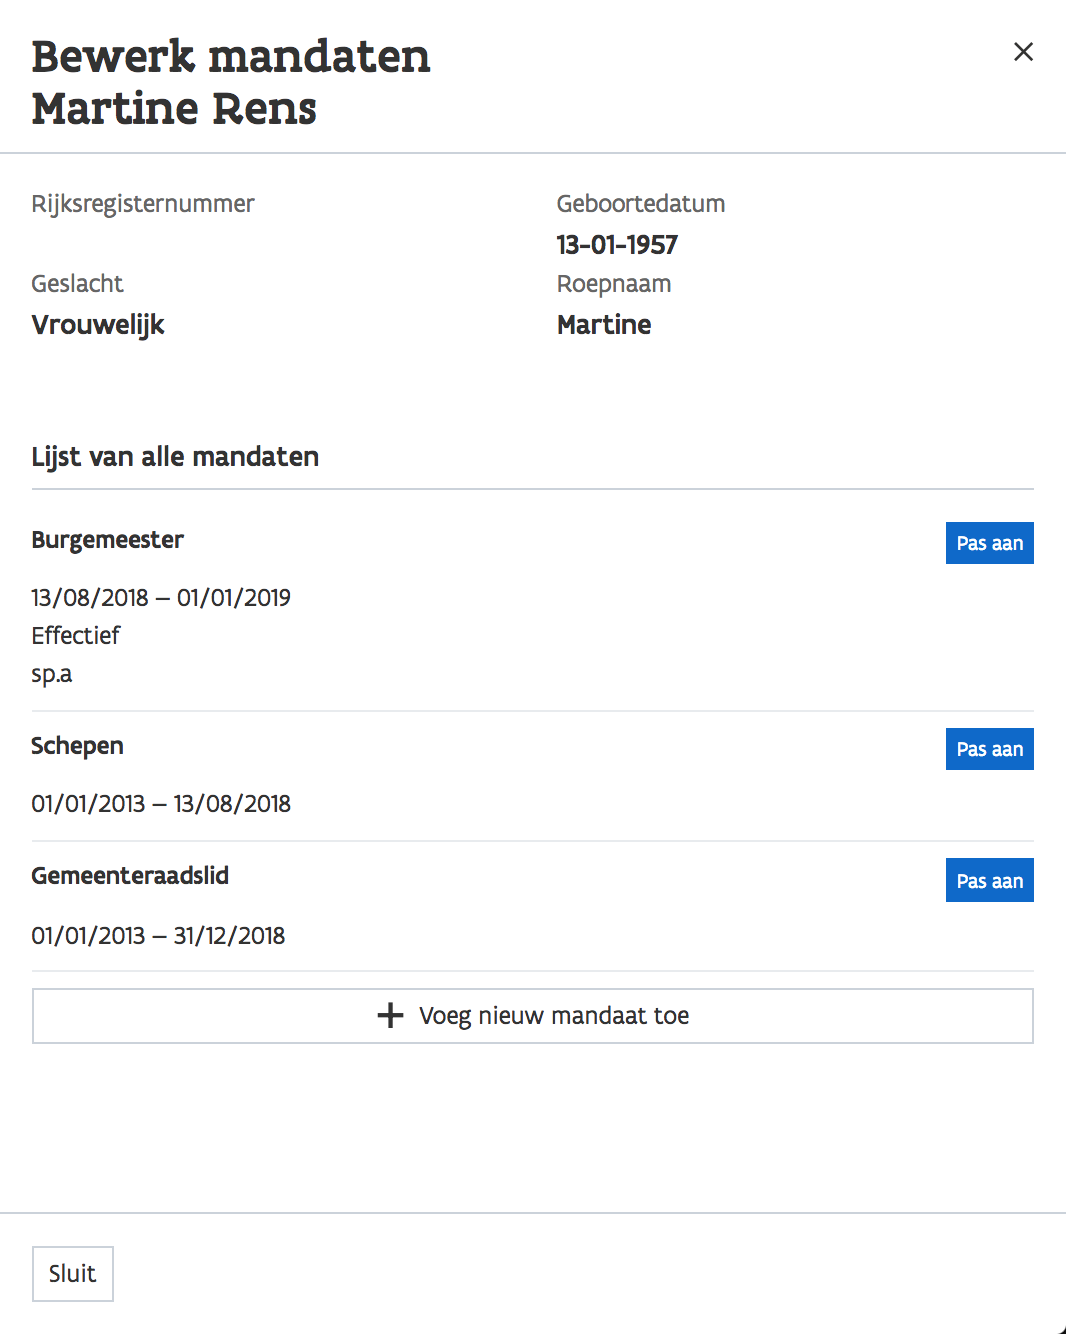 Bewerk mandaten
Martine Rens
Rijksregisternummer
Geboortedatum
13-01-1957
Geslacht
Vrouwelijk
Roepnaam
Martine
Lijst van alle mandaten
Burgemeester
Pas aan
13/08/2018 – 01/01/2019
Effectief
sp.a
Schepen
Pas aan
01/01/2013 – 13/08/2018
Gemeenteraadslid
Pas aan
01/01/2013 – 31/12/2018
Voeg nieuw mandaat toe
Sluit